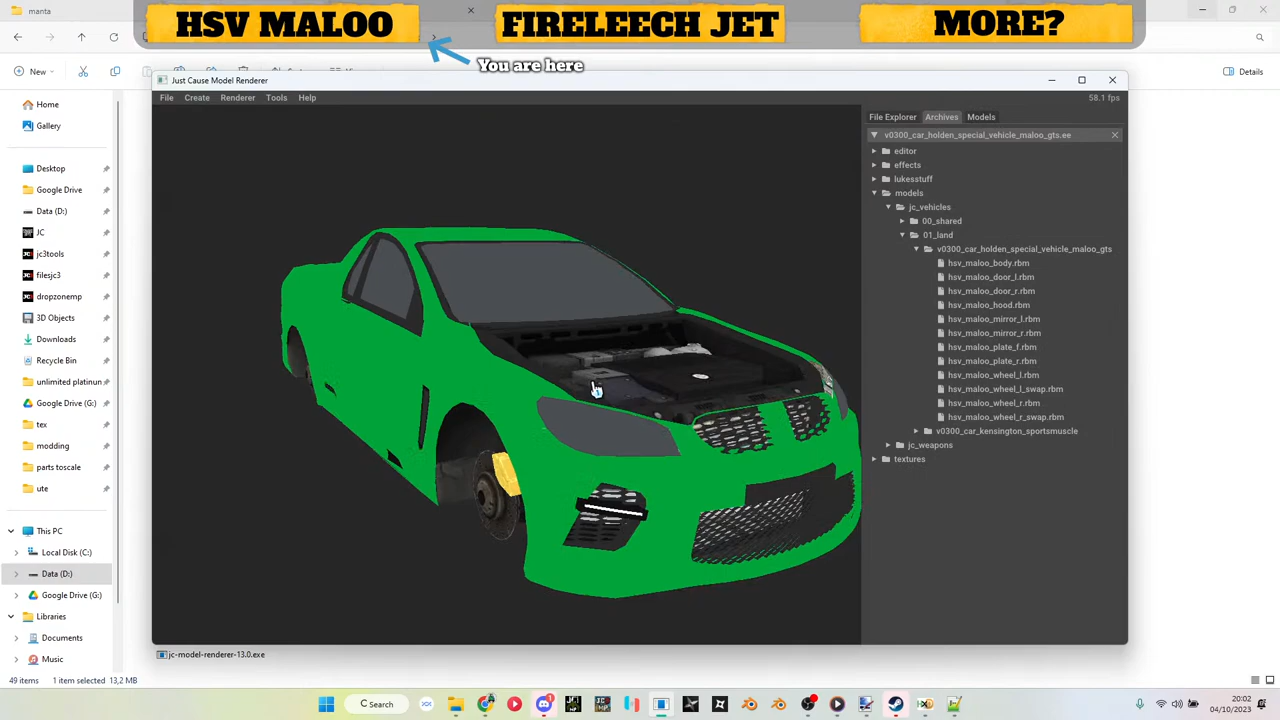 manta
HSV MALOO
FIRELEECH JET
MORE?
You are here
New
Details
Just Cause Model Renderer
File Create Renderer Tools Help
58.1 fps
File Explorer Archives Models
v0300_car_holden_special_vehicle_maloo_gts.ee
editor
effects
lukesstuff
models
jc_vehicles
00_shared
01_land
v0300_car_holden_special_vehicle_maloo_gts
hsv_maloo_body.rbm
hsv_maloo_door_l.rbm
hsv_maloo_door_r.rbm
hsv_maloo_hood.rbm
hsv_maloo_mirror_l.rbm
hsv_maloo_mirror_r.rbm
hsv_maloo_plate_f.rbm
hsv_maloo_plate_r.rbm
hsv_maloo_wheel_l.rbm
hsv_maloo_wheel_l_swap.rbm
hsv_maloo_wheel_r.rbm
hsv_maloo_wheel_r_swap.rbm
v0300_car_kensington_sportsmuscle
jc_weapons
textures
Home
Gallery
Desktop
Google Drive
Data (D:)
JC
jc3tools
filesjc3
dropzonemp
3D Objects
Downloads
Recycle Bin
unlimited platinun
Google Drive (G:)
tex
modding
parts toscale
ute
This PC
Local Disk (C:)
Data (D:)
Google Drive (G:)
Libraries
Documents
Music
jc-model-renderer-13.0.exe
49 items 1 item selected 13,2 MB
Search
20:02
04/10/2023